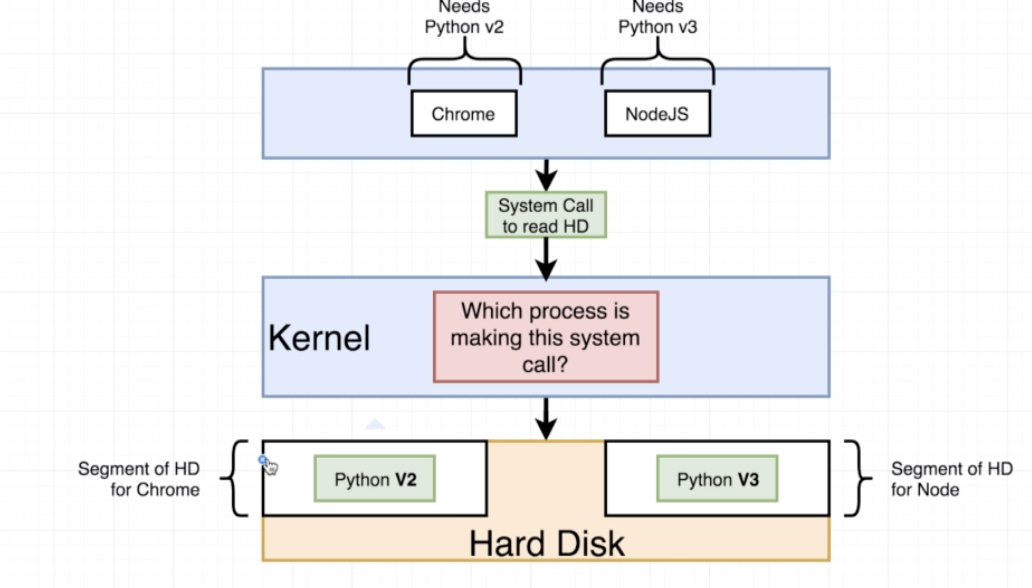 Needs
Python v2
Needs
Python v3
Chrome
NodeJS
System Call
to read HD
Kernel
Which process is
making this system
call?
Segment of HD
for Chrome
Python V2
Python V3
Segment of HD
for Node
Hard Disk